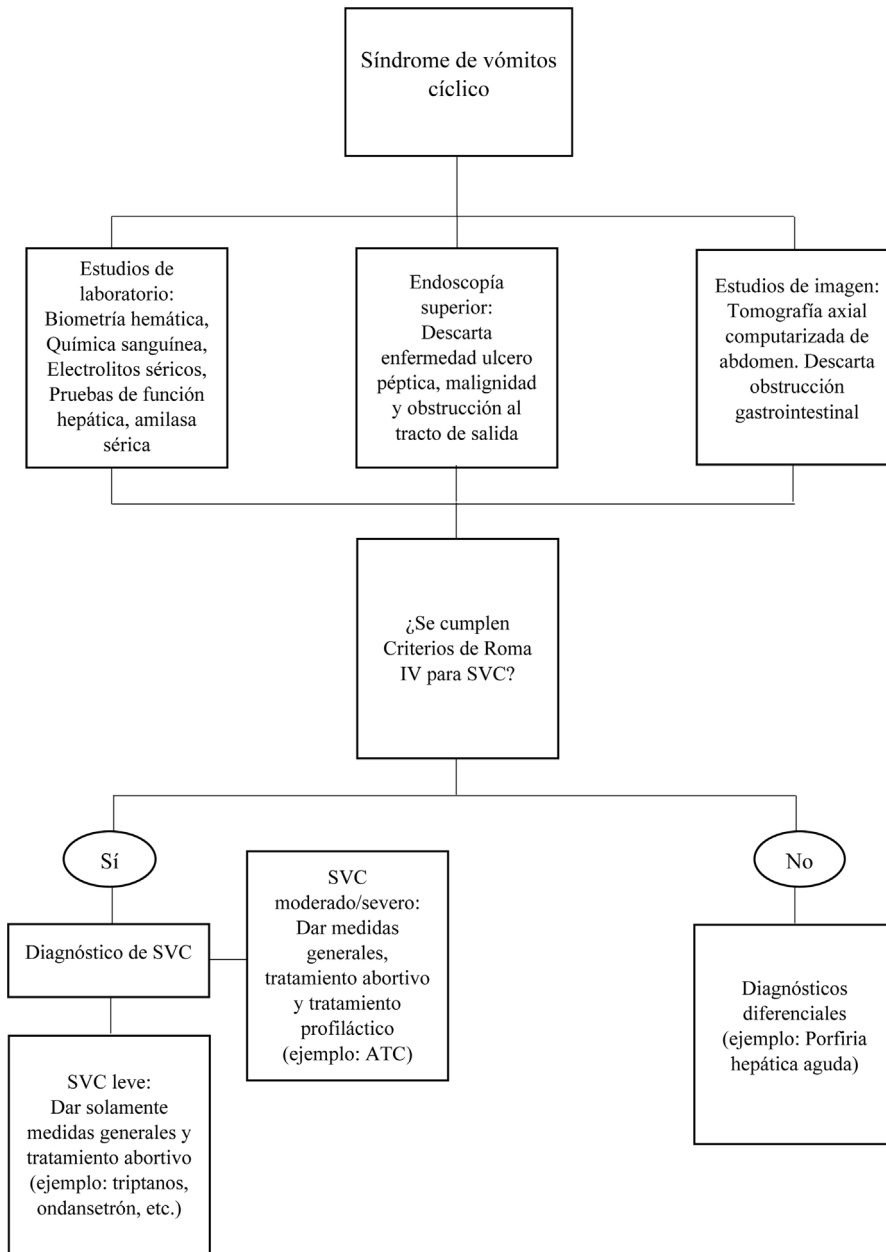 Síndrome de vómitos
cíclico
Estudios de
laboratorio:
Biometría hemática,
Química sanguínea,
Electrolitos séricos,
Pruebas de función
hepática, amilasa
sérica
Endoscopía
superior:
Descarta
enfermedad ulcero
péptica, malignidad
y obstrucción al
tracto de salida
Estudios de imagen:
Tomografía axial
computarizada de
abdomen. Descarta
obstrucción
gastrointestinal
¿Se cumplen
Criterios de Roma
IV para SVC?
Sí
No
Diagnóstico de SVC
SVC
moderado/severo:
Dar medidas
generales,
tratamiento abortivo
y tratamiento
profiláctico
(ejemplo: ATC)
SVC leve:
Dar solamente
medidas generales y
tratamiento abortivo
(ejemplo: triptanos,
ondansetrón, etc.)
Diagnósticos
diferenciales
(ejemplo: Porfiria
hepática aguda)